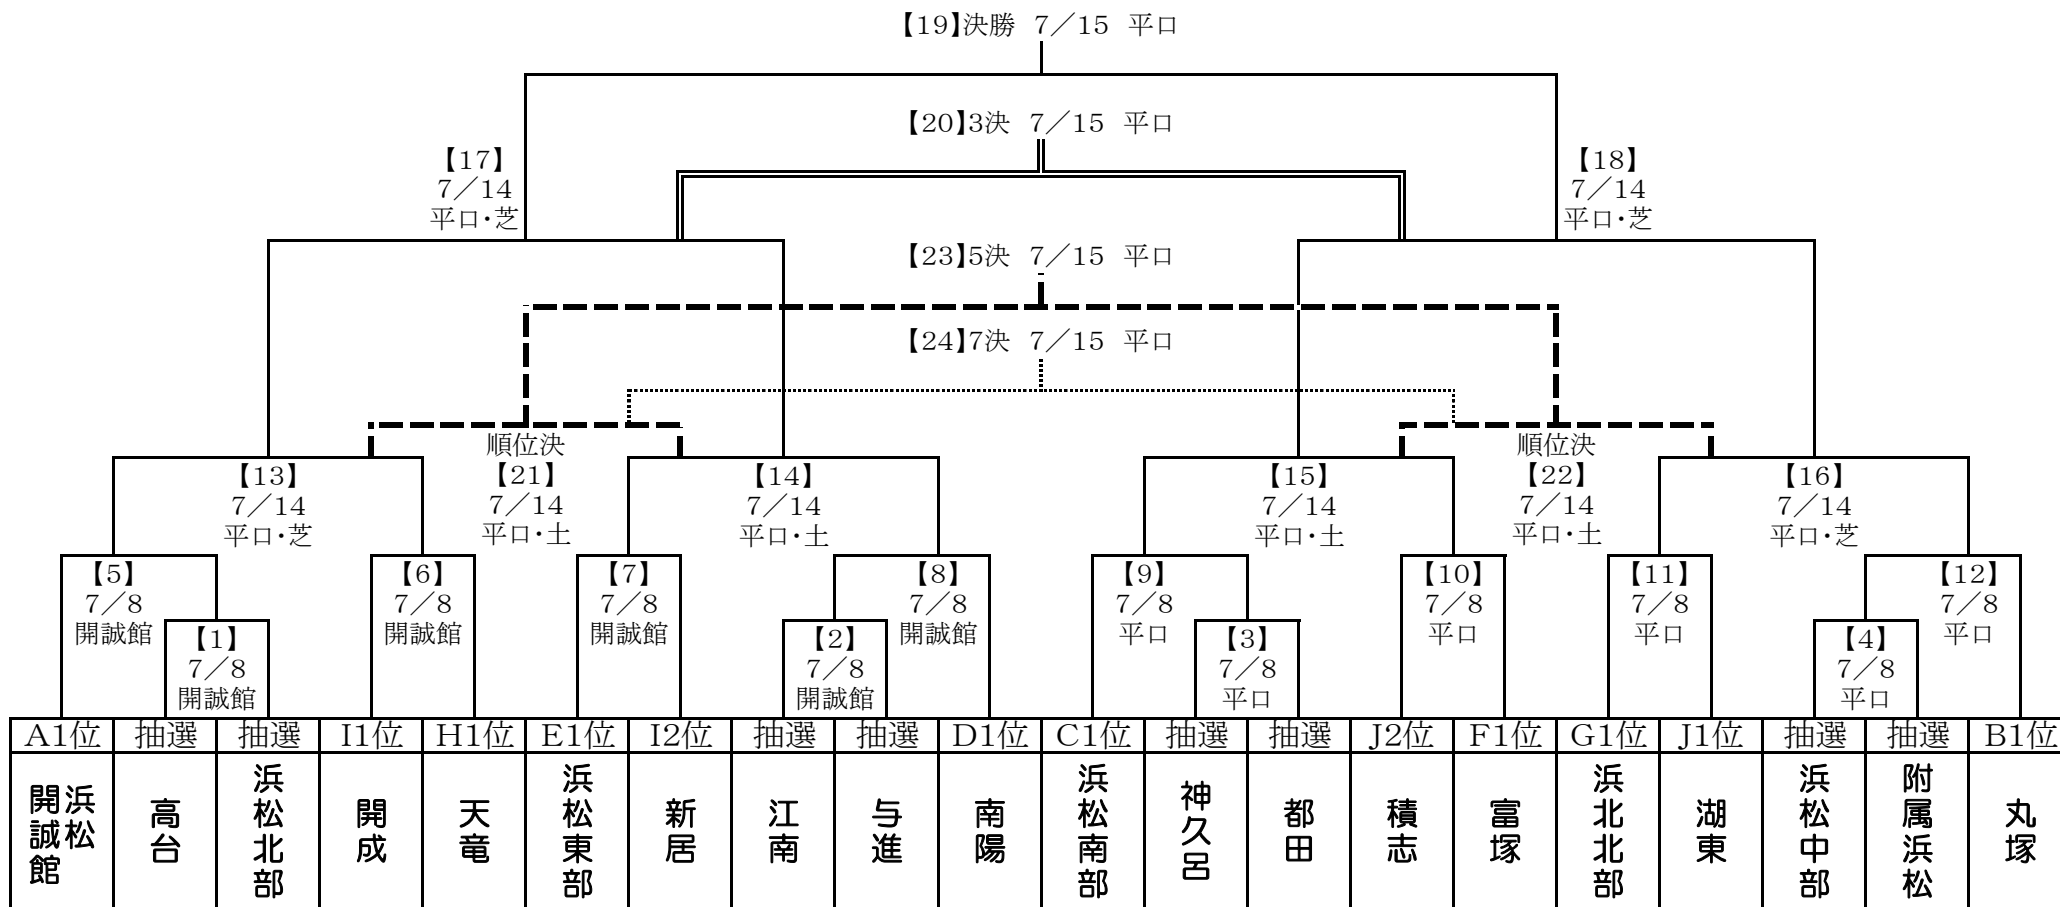 【19】決勝 7／15 平口
【20】3決 7／15 平口
【17】
7／14
平口・芝
【18】
7／14
平口・芝
【23】5決 7／15 平口
【24】7決 7／15 平口
【13】
7／14
平口・芝
順位決
【21】
7／14
平口・土
【14】
7／14
平口・土
【15】
7／14
平口・土
順位決
【22】
7／14
平口・土
【16】
7／14
平口・芝
【5】
7／8
開誠館
【6】
7／8
開誠館
【7】
7／8
開誠館
【8】
7／8
開誠館
【9】
7／8
平口
【10】
7／8
平口
【11】
7／8
平口
【12】
7／8
平口
【1】
7／8
開誠館
【2】
7／8
開誠館
【3】
7／8
平口
【4】
7／8
平口
A1位 抽選 抽選 I1位 H1位 E1位 I2位 抽選 抽選 D1位 C1位 抽選 抽選 J2位 F1位 G1位 J1位 抽選 抽選 B1位
浜松
開誠館
高台
浜松北部
開成
天竜
浜松東部
新居
江南
与進
南陽
浜松南部
神久呂
都田
積志
富塚
浜北北部
湖東
浜松中部
附属浜松
丸塚